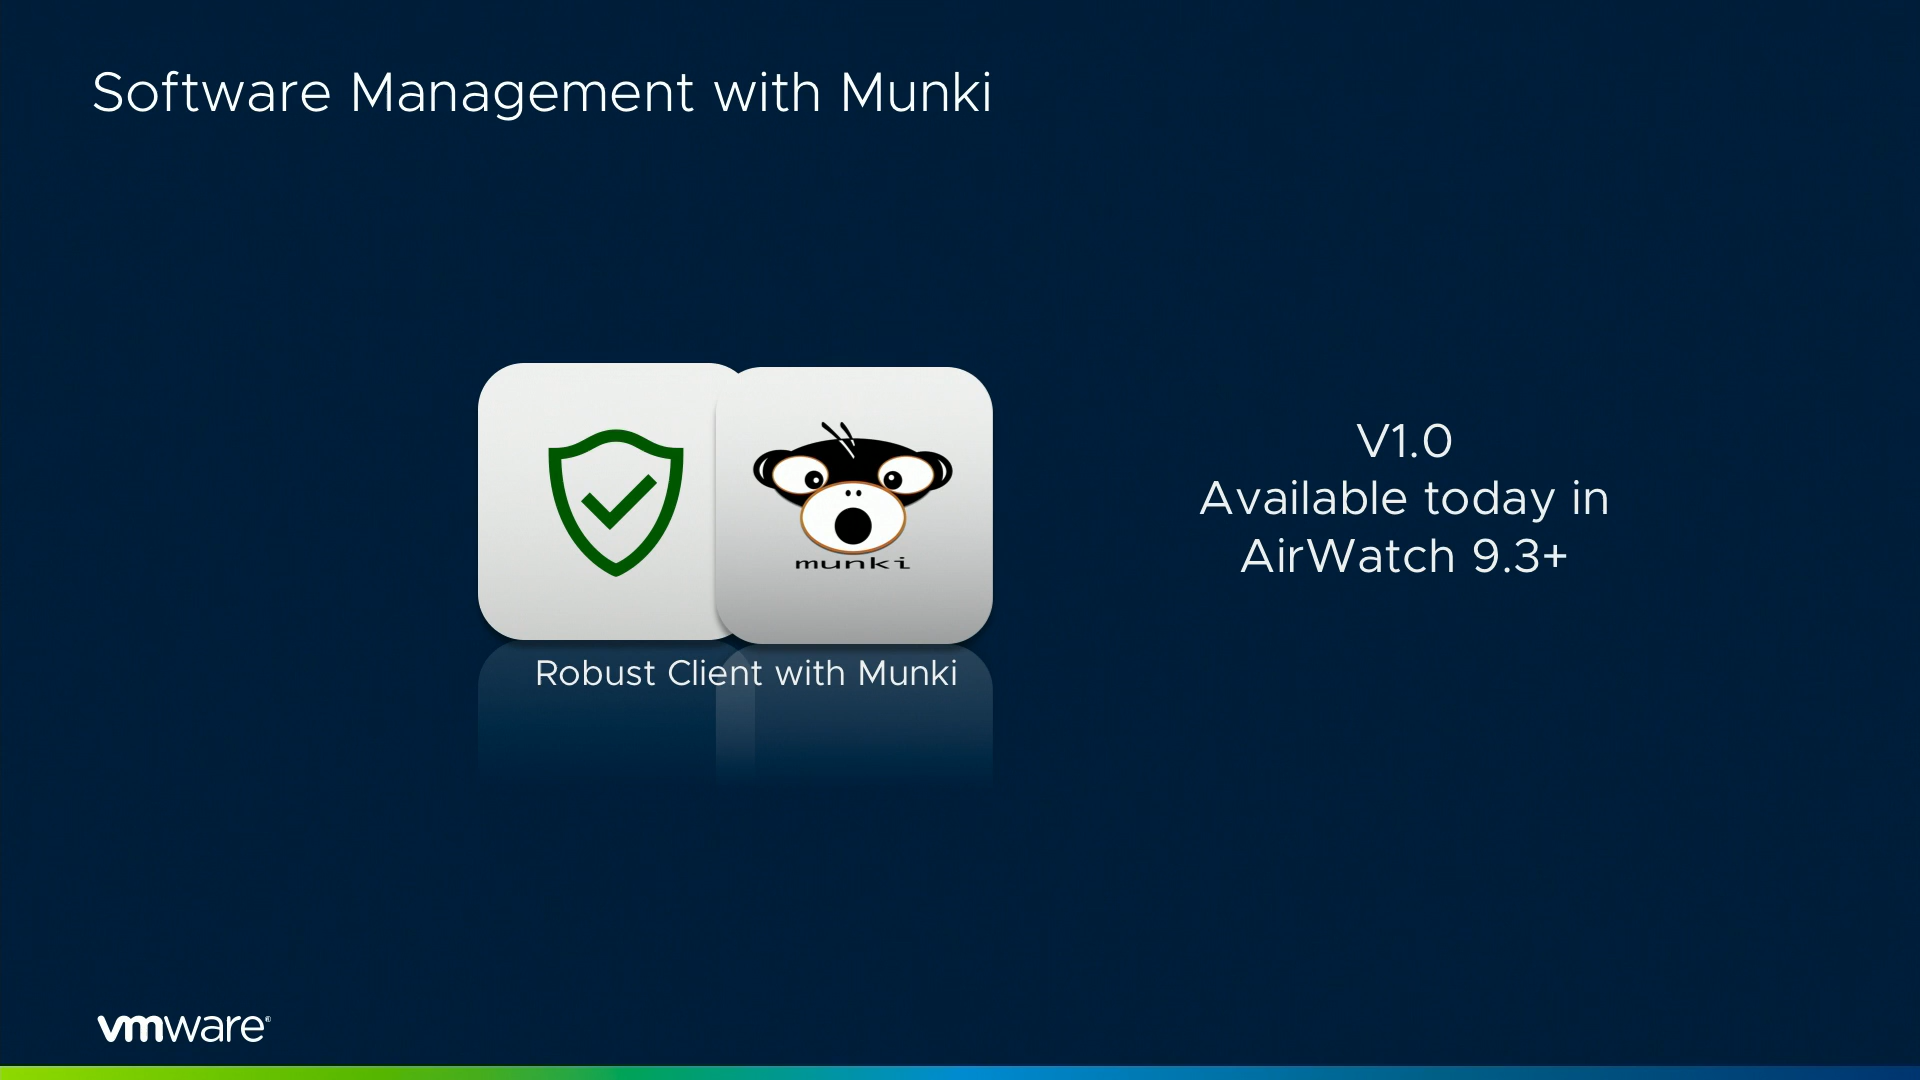 Software Management with Munki
munki
Robust Client with Munki
V1.0
Available today in
AirWatch 9.3+
vmware®